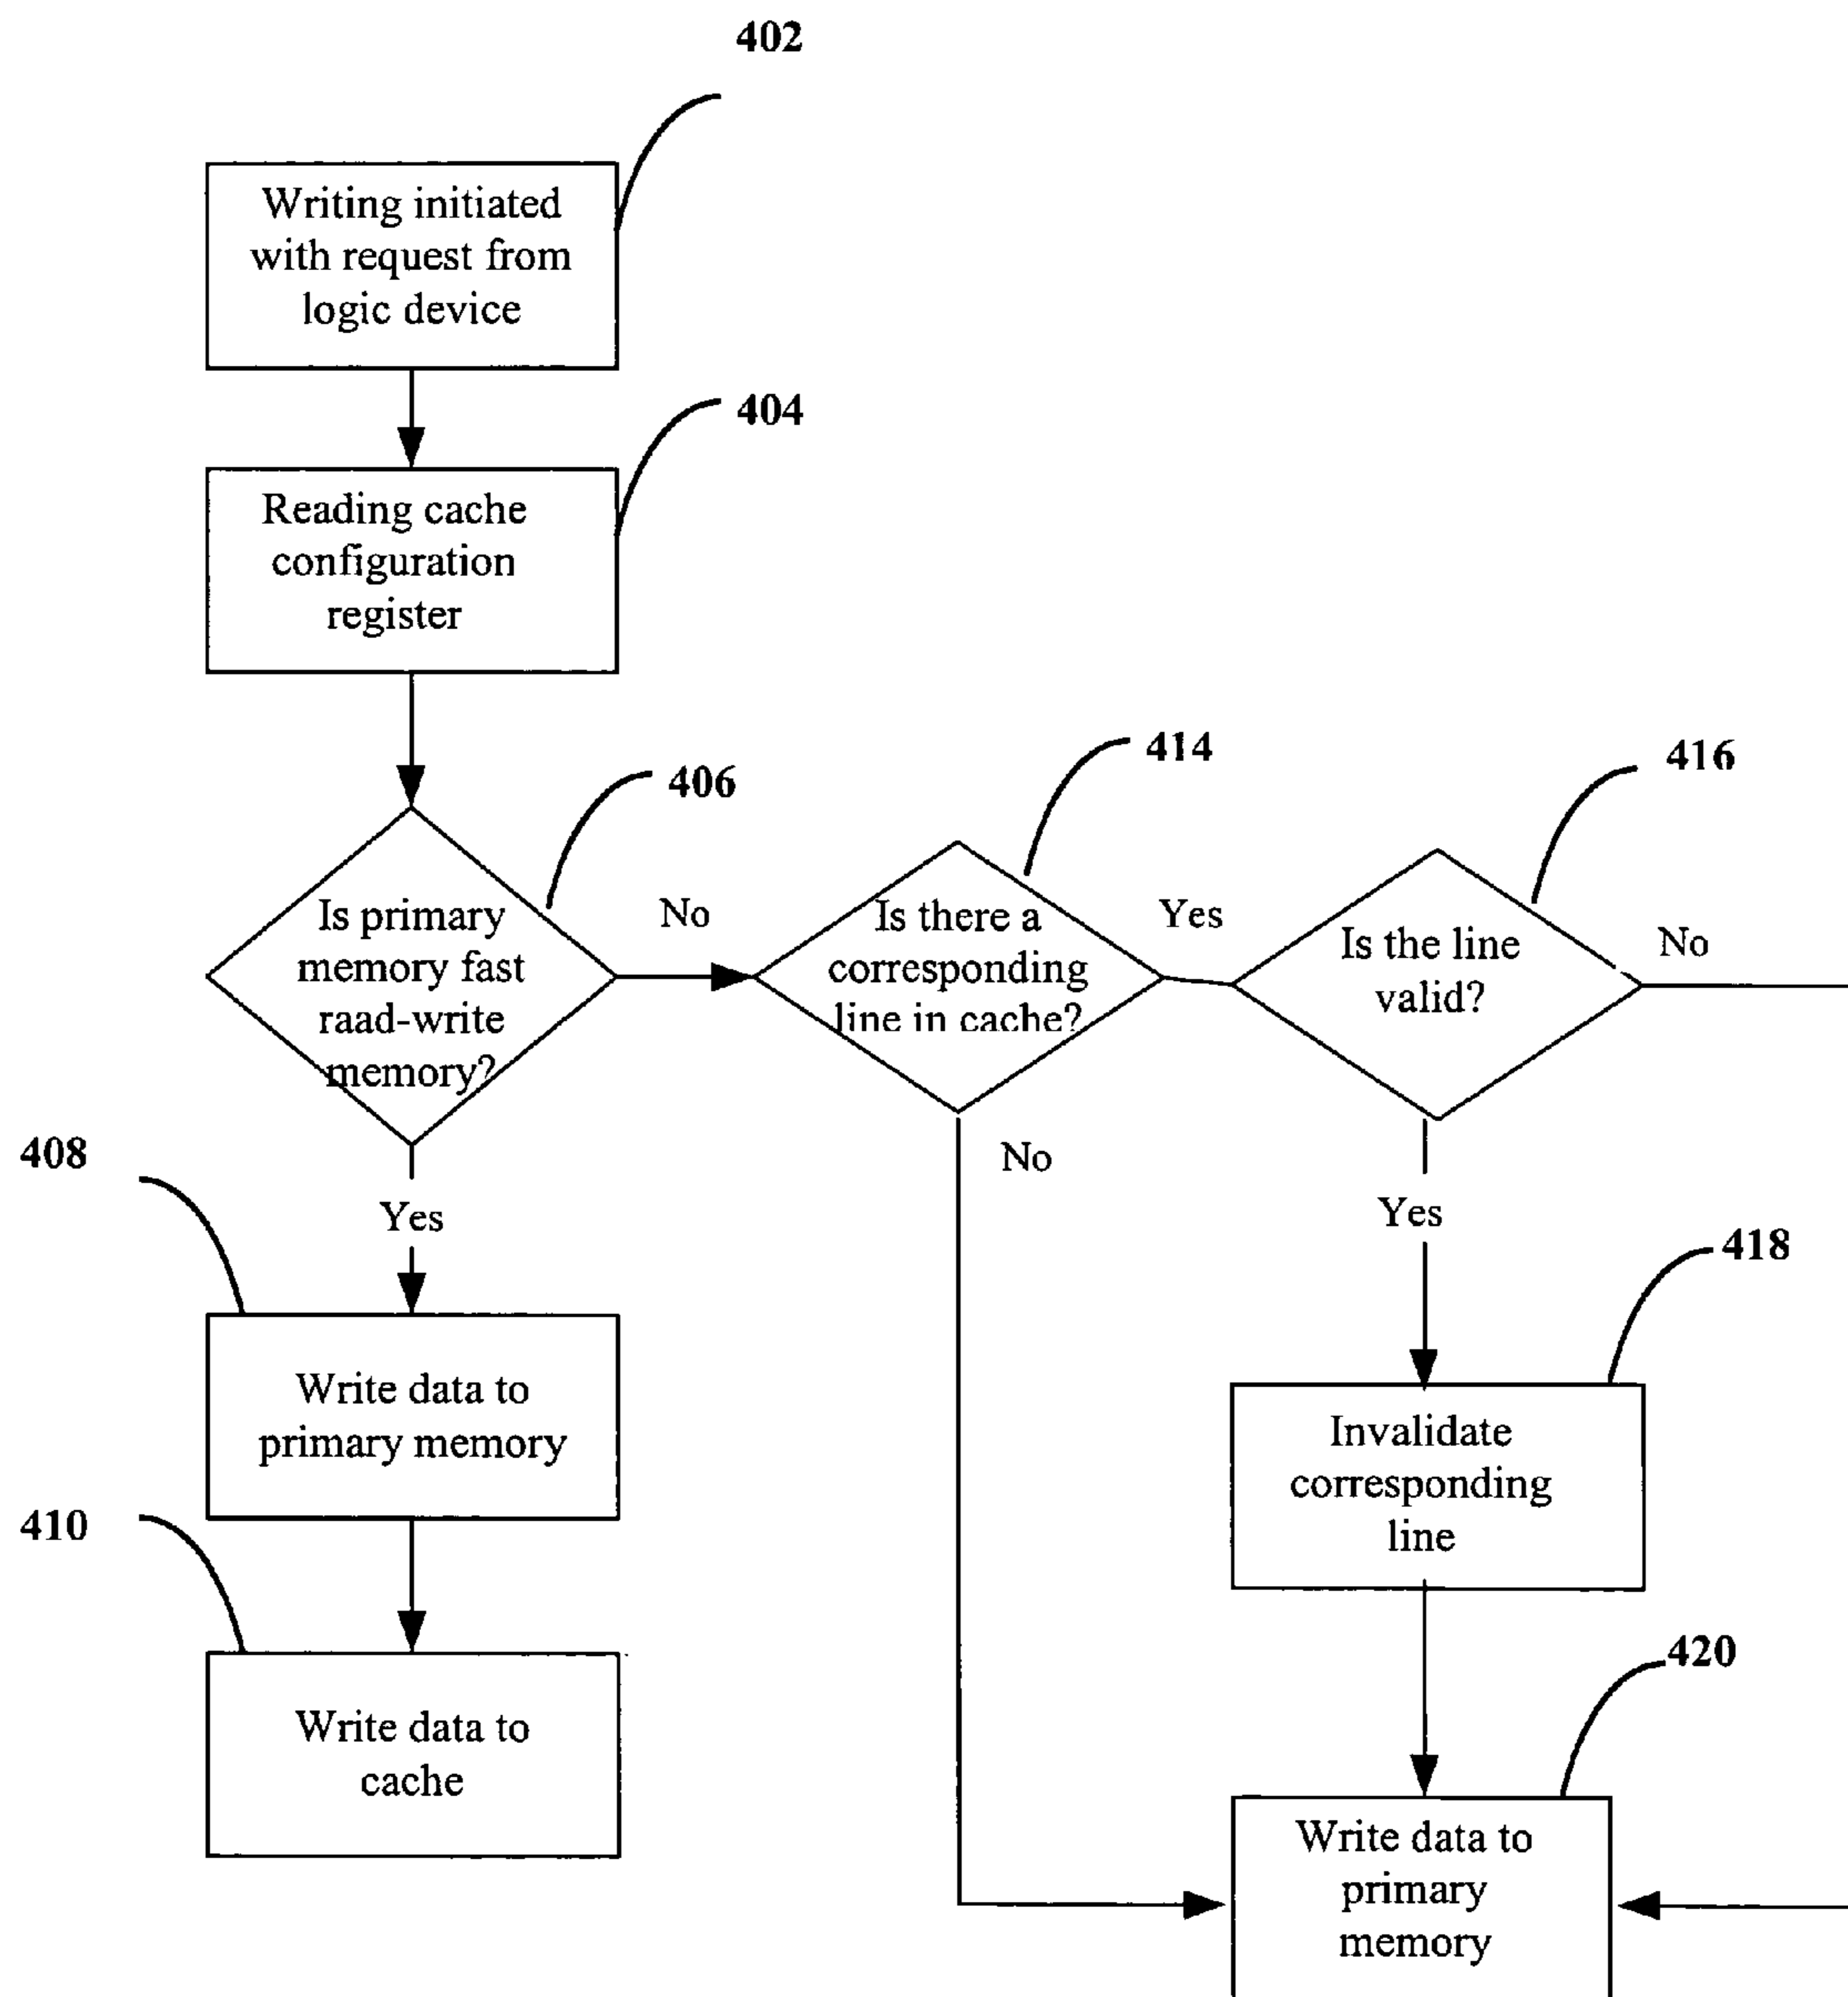 402
Writing initiated
with request from
logic device
404
Reading cache
configuration
register
406
Is primary
memory fast
raad-write
memory?
No
414
Is there a
corresponding
line in cache?
Yes
416
Is the line
valid?
No
408
Yes
No
Yes
Write data to
primary memory
418
Invalidate
corresponding
line
410
Write data to
cache
420
Write data to
primary
memory